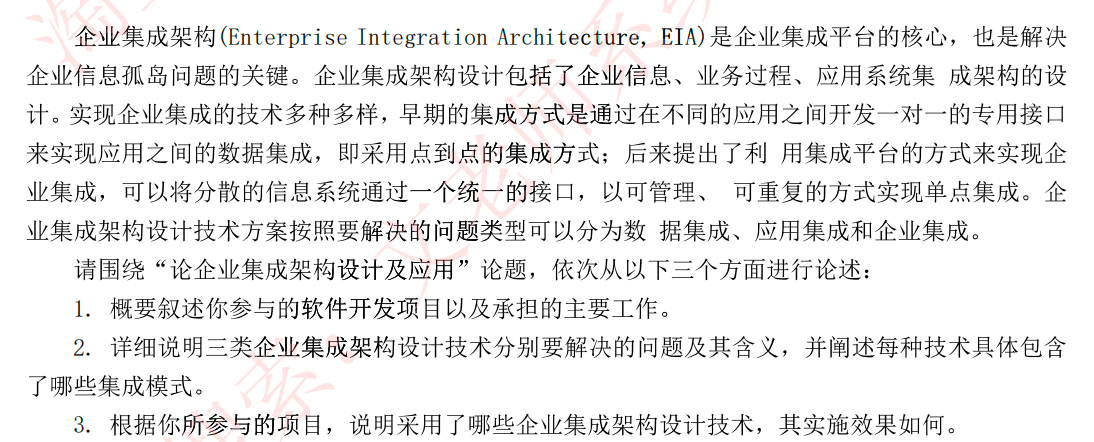 企业集成架构(Enterprise Integration Architecture, EIA)是企业集成平台的核心，也是解决
企业信息孤岛问题的关键。企业集成架构设计包括了企业信息、业务过程、应用系统集 成架构的设
计。实现企业集成的技术多种多样，早期的集成方式是通过在不同的应用之间开发一对一的专用接口
来实现应用之间的数据集成，即采用点到点的集成方式；后来提出了利 用集成平台的方式来实现企
业集成，可以将分散的信息系统通过一个统一的接口，以可管理、 可重复的方式实现单点集成。企
业集成架构设计技术方案按照要解决的问题类型可以分为数 据集成、应用集成和企业集成。
请围绕“论企业集成架构设计及应用”论题，依次从以下三个方面进行论述：
1. 概要叙述你参与的软件开发项目以及承担的主要工作。
2. 详细说明三类企业集成架构设计技术分别要解决的问题及其含义，并阐述每种技术具体包含
了哪些集成模式。
3. 根据你所参与的项目，说明采用了哪些企业集成架构设计技术，其实施效果如何。
文老师系
搜索：